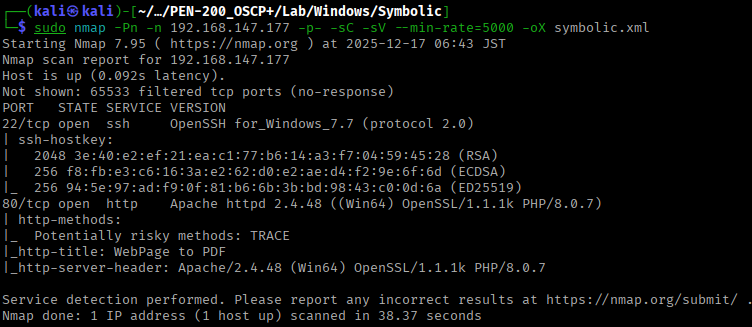 ┌──(kali㉿kali)-[~/…/PEN-200_OSCP+/Lab/Windows/Symbolic]
└─$ sudo nmap -Pn -n 192.168.147.177 -p- -sC -sV --min-rate=5000 -oX symbolic.xml
Starting Nmap 7.95 ( https://nmap.org ) at 2025-12-17 06:43 JST
Nmap scan report for 192.168.147.177
Host is up (0.092s latency).
Not shown: 65533 filtered tcp ports (no-response)
PORT   STATE SERVICE VERSION
22/tcp open  ssh     OpenSSH for_Windows_7.7 (protocol 2.0)
| ssh-hostkey:
|   2048 3e:40:e2:ef:21:ea:c1:77:b6:14:a3:f7:04:59:45:28 (RSA)
|   256 f8:fb:e3:c6:16:3a:e2:62:d0:e2:ae:d4:f2:9e:6f:6d (ECDSA)
|_  256 94:5e:97:ad:f9:0f:81:b6:6b:3b:bd:98:43:c0:0d:6a (ED25519)
80/tcp open  http    Apache httpd 2.4.48 ((Win64) OpenSSL/1.1.1k PHP/8.0.7)
| http-methods:
|_  Potentially risky methods: TRACE
|_http-title: WebPage to PDF
|_http-server-header: Apache/2.4.48 (Win64) OpenSSL/1.1.1k PHP/8.0.7

Service detection performed. Please report any incorrect results at https://nmap.org/submit/ .
Nmap done: 1 IP address (1 host up) scanned in 38.37 seconds